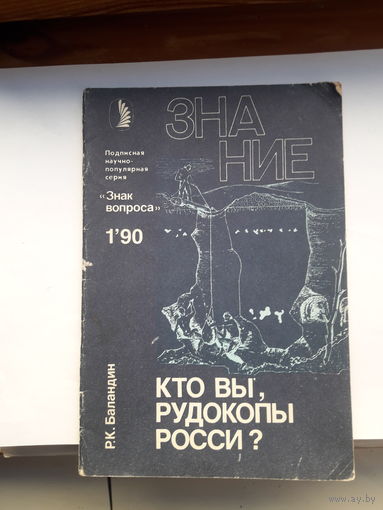 ЗНА
НИЕ
Подписная
научно-
популярная
серия
«Знак
вопроса»
1'90
Р.К. Баландин
КТО ВЫ,
РУДОКОПЫ
РОССИ?
www.ay.by